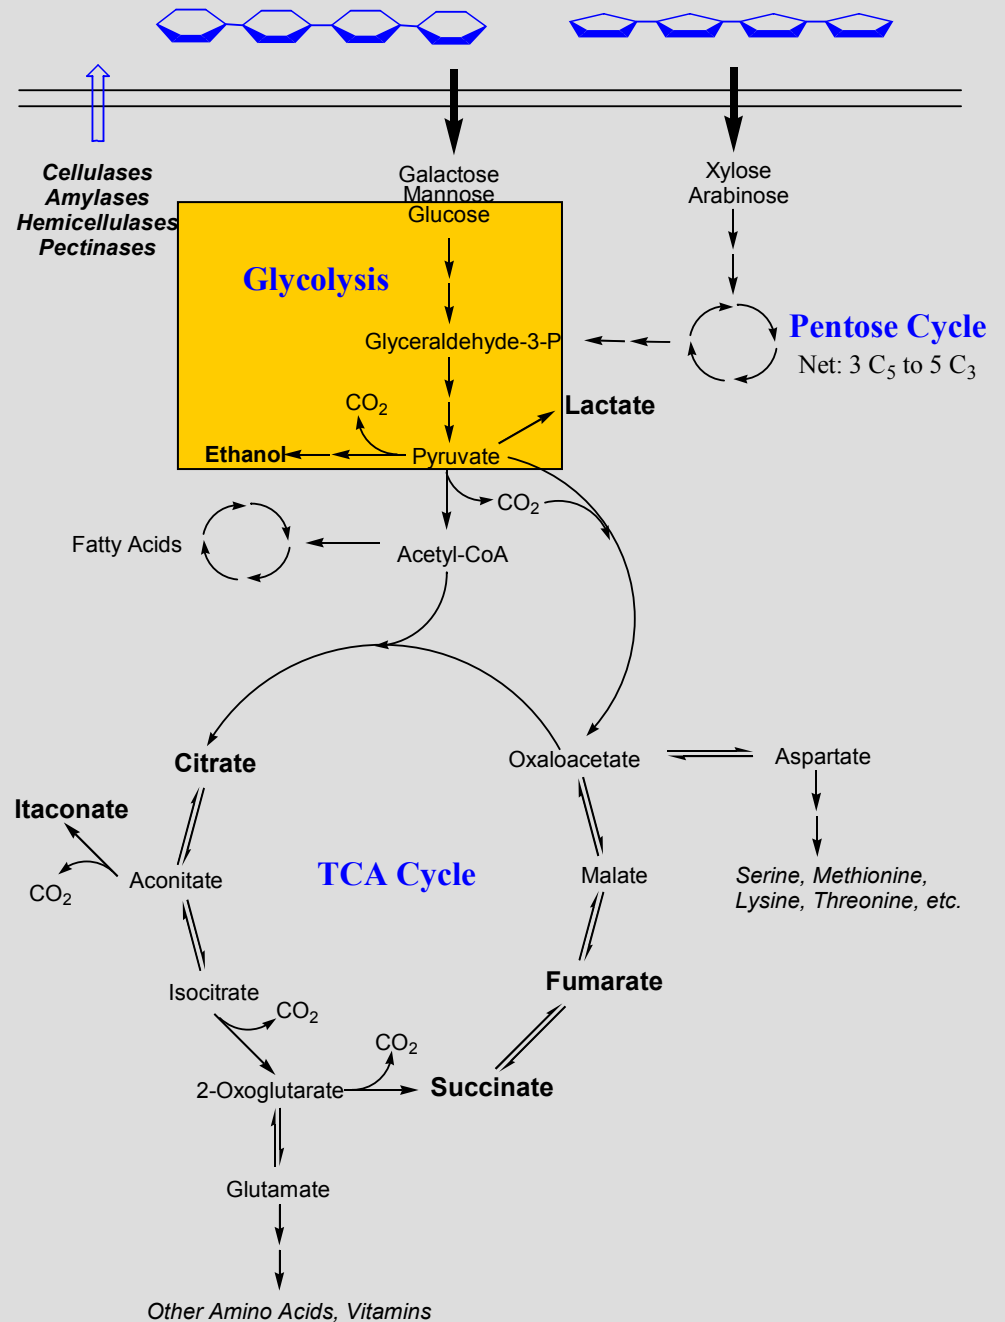 Cellulases
Amylases
Hemicellulases
Pectinases
Galactose
Mannose
Glucose
Xylose
Arabinose
Glycolysis
Glyceraldehyde-3-P
Pentose Cycle
Net: 3 C5 to 5 C3
CO2
Lactate
Ethanol
Pyruvate
CO2
Fatty Acids
Acetyl-CoA
Citrate
Oxaloacetate
Aspartate
Itaconate
CO2
Aconitate
TCA Cycle
Malate
Serine, Methionine,
Lysine, Threonine, etc.
Isocitrate
CO2
Fumarate
CO2
2-Oxoglutarate
Succinate
Glutamate
Other Amino Acids, Vitamins